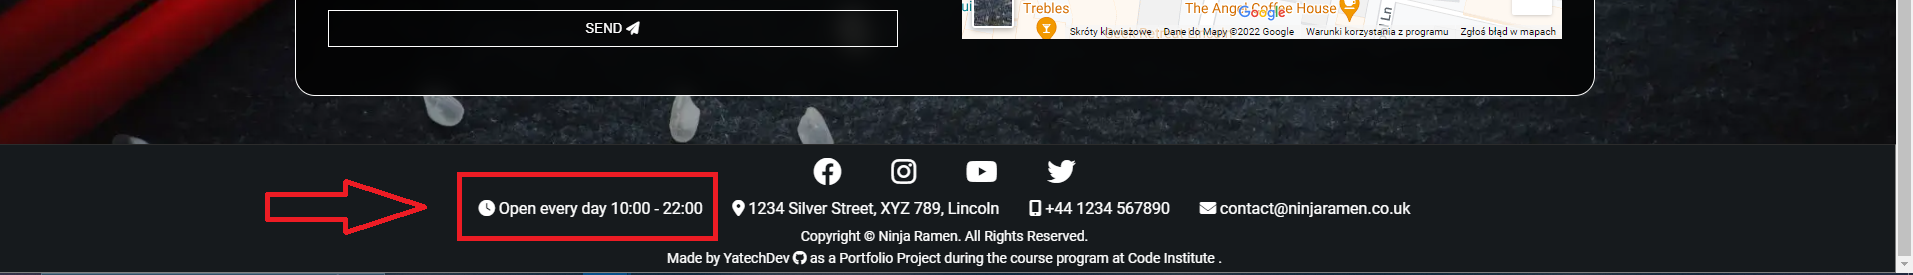 SEND
Trebles
The Angel Coffee House
Google
Ln
Skróty klawiszowe Dane do Mapy ©2022 Google Warunki korzystania z programu Zgłoś błąd w mapach
Open every day 10:00 - 22:00 1234 Silver Street, XYZ 789, Lincoln +44 1234 567890 contact@ninjaramen.co.uk
Copyright © Ninja Ramen. All Rights Reserved.
Made by YatechDev as a Portfolio Project during the course program at Code Institute .